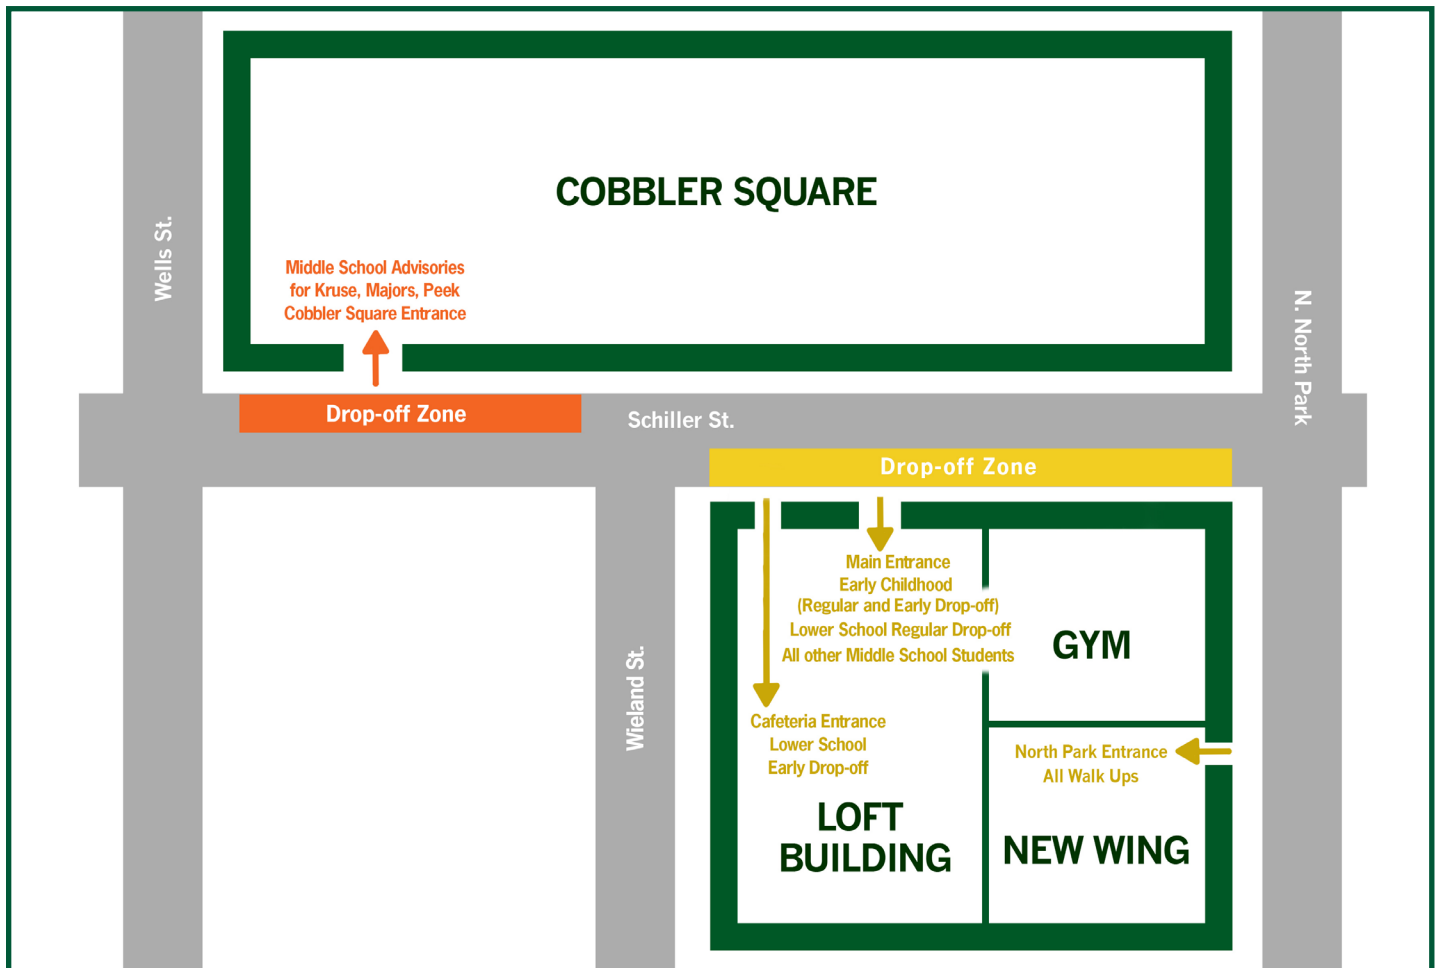 COBBLER SQUARE
Wells St.
Middle School Advisories
for Kruse, Majors, Peek
Cobbler Square Entrance
N. North Park
Drop-off Zone
Schiller St.
Drop-off Zone
Main Entrance
Early Childhood
(Regular and Early Drop-off)
Lower School Regular Drop-off
All other Middle School Students
GYM
Wieland St.
Cafeteria Entrance
Lower School
Early Drop-off
North Park Entrance
All Walk Ups
LOFT
BUILDING
NEW WING